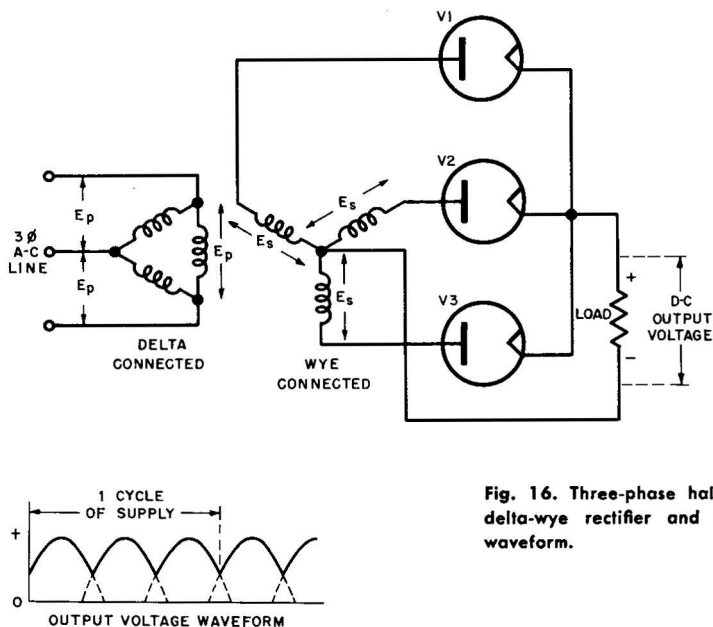 V1
V2
V3
3Ø
A-C
LINE
Ep
Ep
Ep
Es
Es
Es
DELTA
CONNECTED
WYE
CONNECTED
LOAD
+
−
D-C
OUTPUT
VOLTAGE
1 CYCLE
OF SUPPLY
+
0
OUTPUT VOLTAGE WAVEFORM
Fig. 16. Three-phase hal
delta-wye rectifier and
waveform.